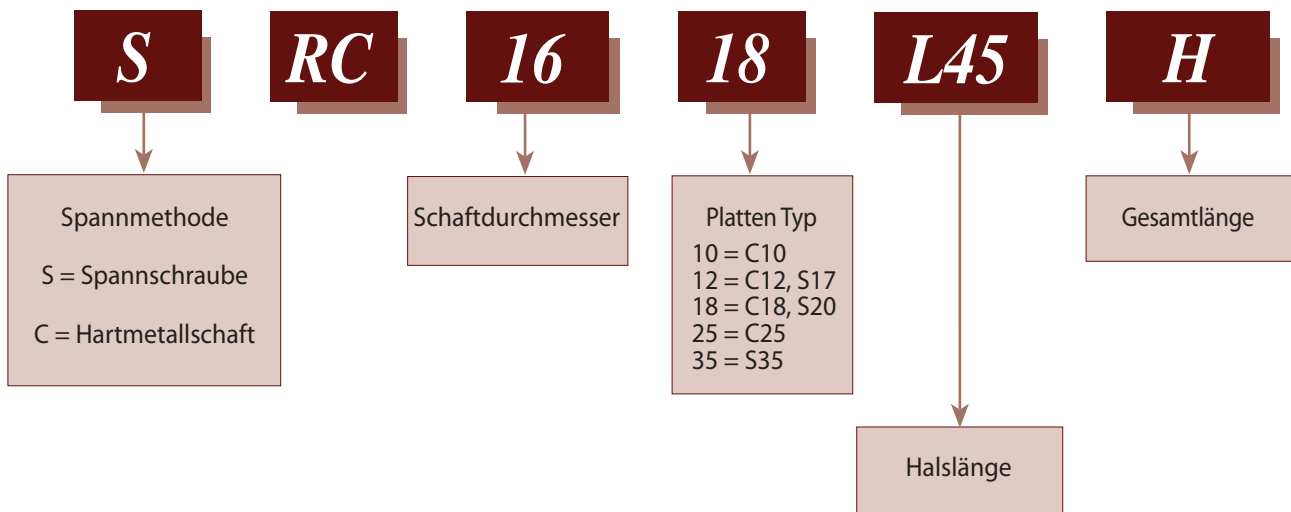 S RC 16 18 L45 H
Spannmethode
S = Spannschraube
C = Hartmetallschaft
Schaftdurchmesser
Platten Typ
10 = C10
12 = C12, S17
18 = C18, S20
25 = C25
35 = S35
Halslänge
Gesamtlänge